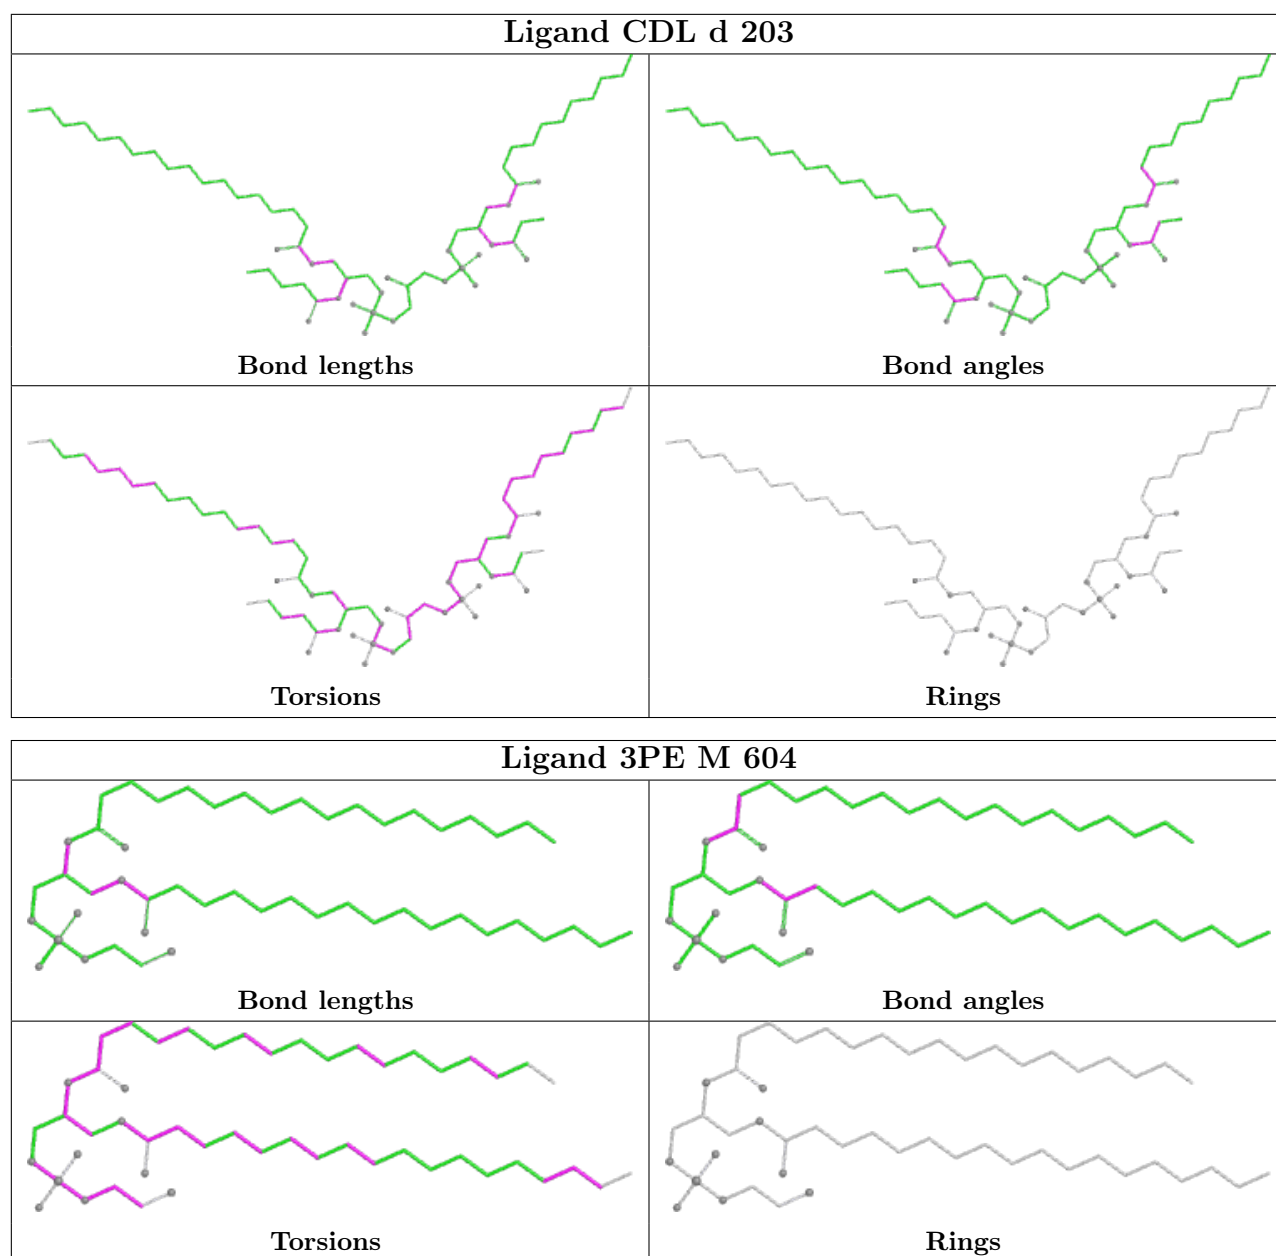 Ligand CDL d 203
Bond lengths
Bond angles
Torsions
Rings
Ligand 3PE M 604
Bond lengths
Bond angles
Torsions
Rings